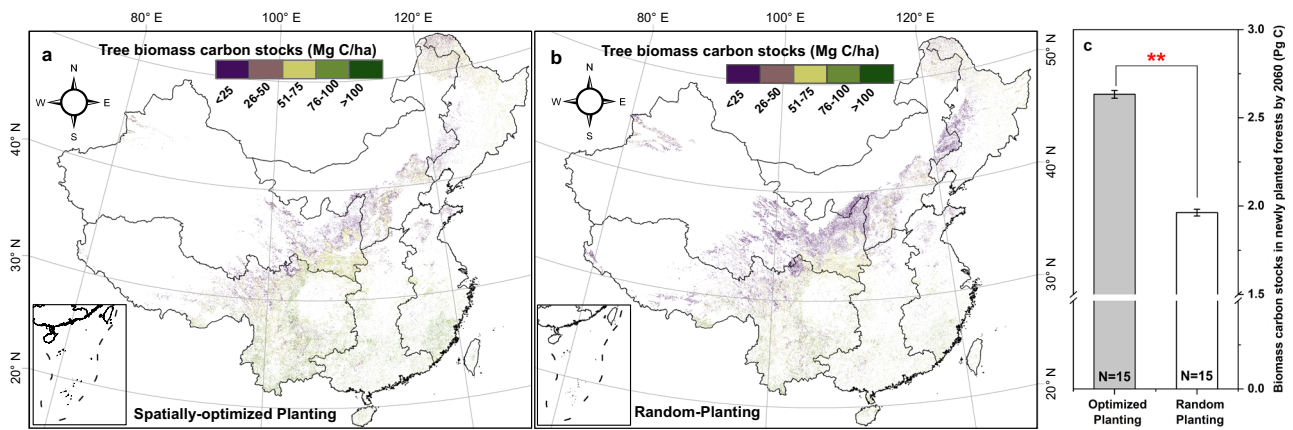 80° E
100° E
120° E
80° E
100° E
120° E
a
Tree biomass carbon stocks (Mg C/ha)
<25
26-50
51-75
76-100
>100
N
W
E
S
40° N
30° N
20° N
Spatially-optimized Planting
b
Tree biomass carbon stocks (Mg C/ha)
<25
26-50
51-75
76-100
>100
N
W
E
S
50° N
40° N
30° N
20° N
Random-Planting
c
**
3.0
2.5
2.0
1.5
0.0
N=15
N=15
Optimized
Planting
Random
Planting
Biomass carbon stocks in newly planted forests by 2060 (Pg C)